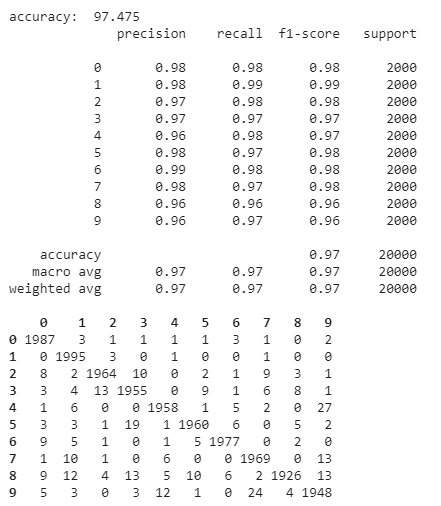 accuracy: 97.475
precision recall f1-score support
0 0.98 0.98 0.98 2000
1 0.98 0.99 0.99 2000
2 0.97 0.98 0.98 2000
3 0.97 0.97 0.97 2000
4 0.96 0.98 0.97 2000
5 0.98 0.97 0.98 2000
6 0.99 0.98 0.98 2000
7 0.98 0.97 0.98 2000
8 0.96 0.96 0.96 2000
9 0.96 0.97 0.96 2000
accuracy 0.97 20000
macro avg 0.97 0.97 0.97 20000
weighted avg 0.97 0.97 0.97 20000
0 1 2 3 4 5 6 7 8 9
0 1987 3 1 1 1 1 3 1 0 2
1 0 1995 3 0 1 0 0 1 0 0
2 8 2 1964 10 0 2 1 9 3 1
3 3 4 13 1955 0 9 1 6 8 1
4 1 6 0 0 1958 1 5 2 0 27
5 3 3 1 19 1 1960 6 0 5 2
6 9 5 1 0 1 5 1977 0 2 0
7 1 10 1 0 6 0 0 1969 0 13
8 9 12 4 13 5 10 6 2 1926 13
9 5 3 0 3 12 1 0 24 4 1948